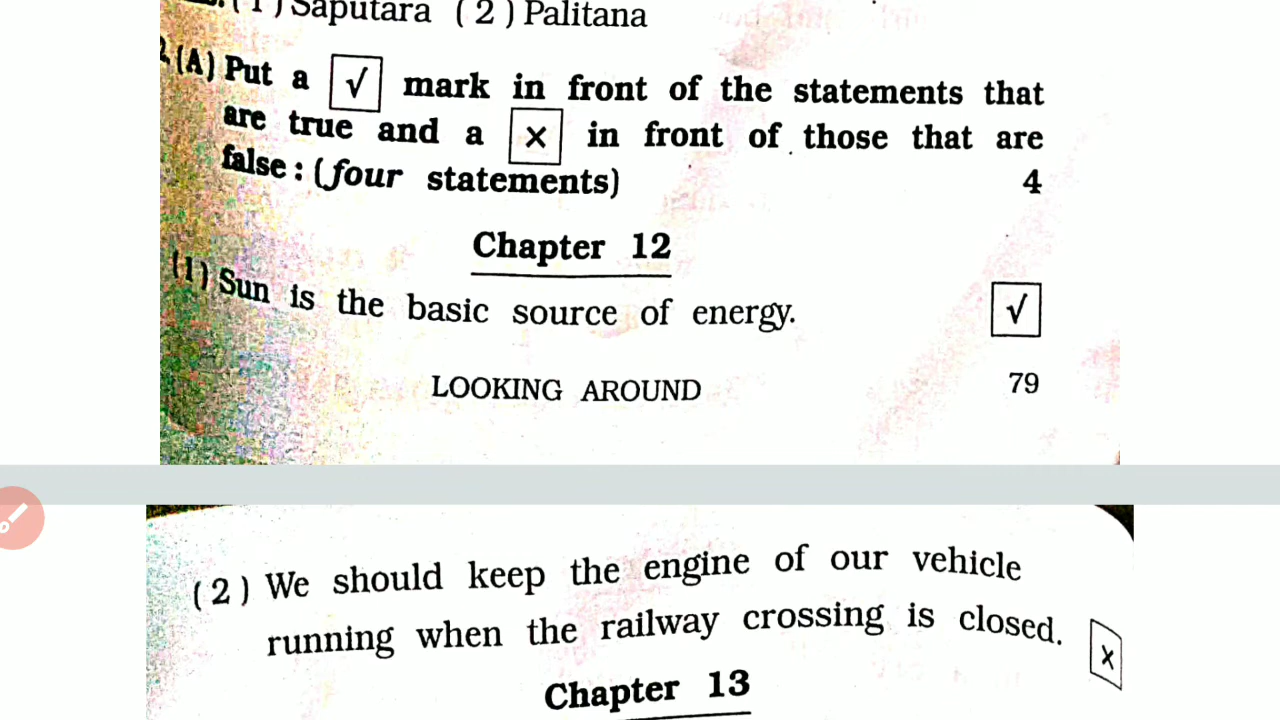 (1) Saputara (2) Palitana
(A) Put a √ mark in front of the statements that
are true and a × in front of those that are
false : (four statements) 4
Chapter 12
(1) Sun is the basic source of energy. √
LOOKING AROUND 79
(2) We should keep the engine of our vehicle
running when the railway crossing is closed. ×
Chapter 13